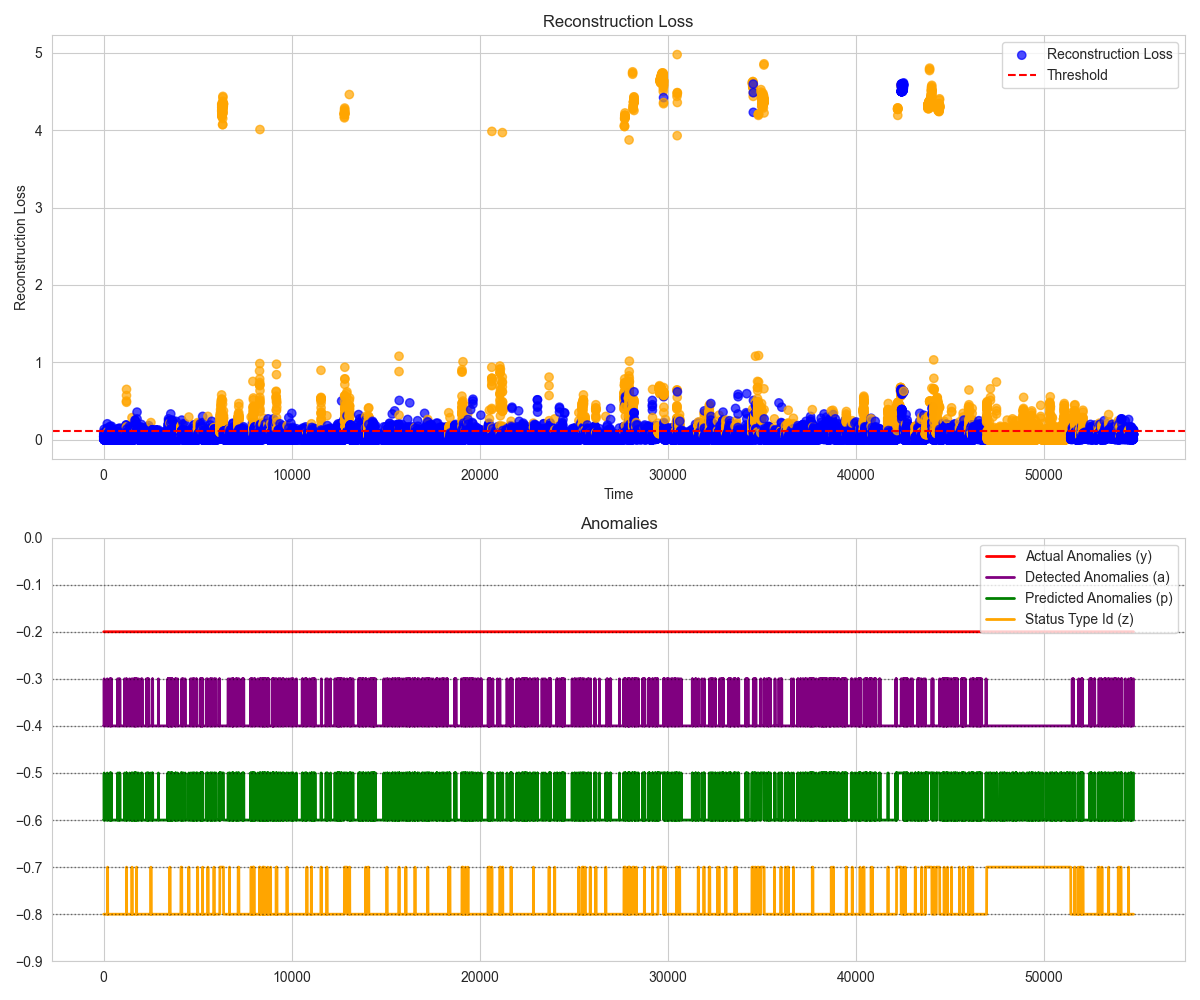 Reconstruction Loss
Reconstruction Loss
Threshold
5
4
3
2
1
0
Reconstruction Loss
0 10000 20000 30000 40000 50000
Time
Anomalies
Actual Anomalies (y)
Detected Anomalies (a)
Predicted Anomalies (p)
Status Type Id (z)
0.0
−0.1
−0.2
−0.3
−0.4
−0.5
−0.6
−0.7
−0.8
−0.9
0 10000 20000 30000 40000 50000